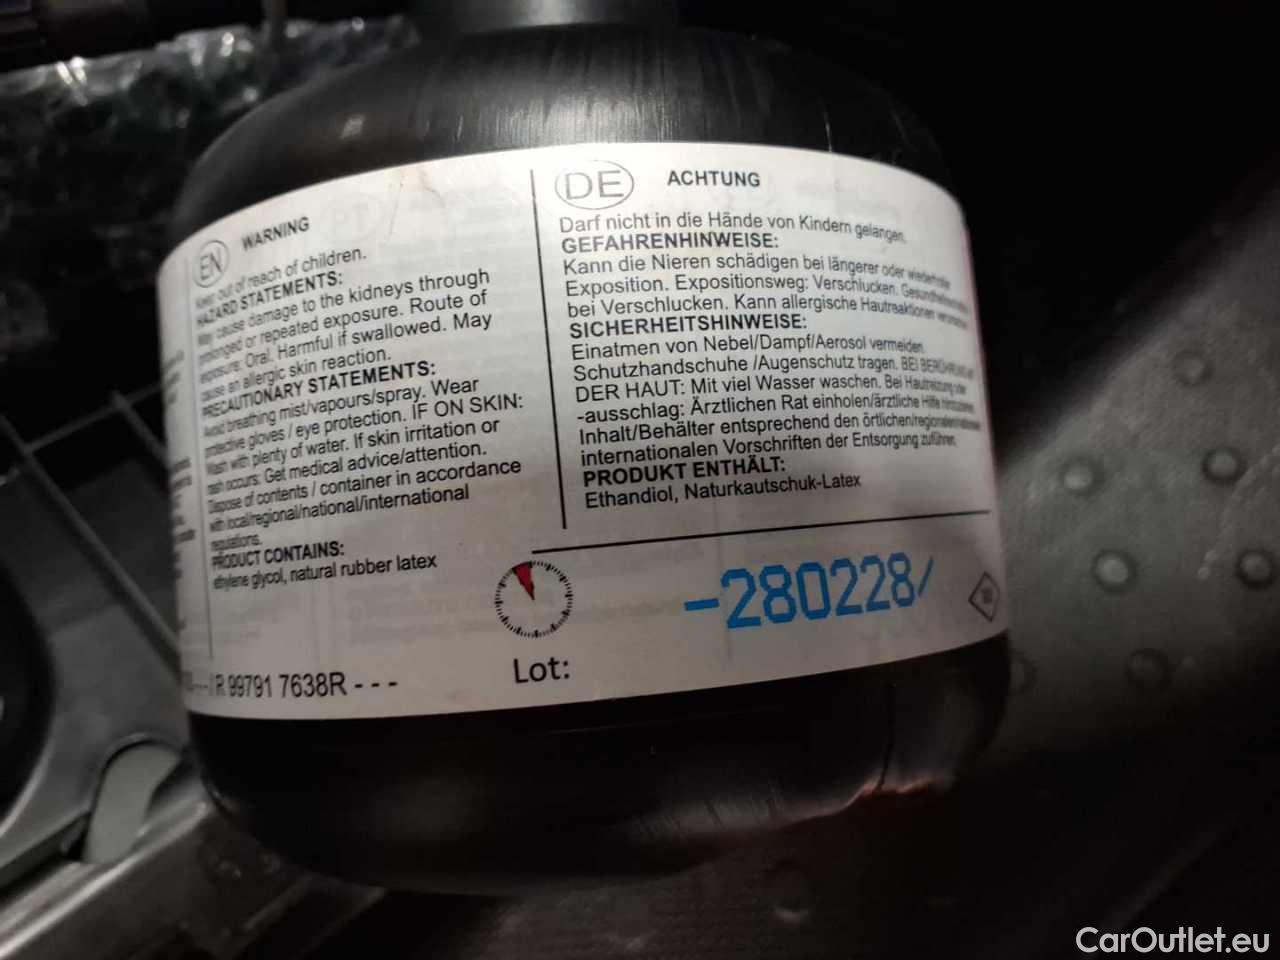 EN WARNING
Keep out of reach of children.
HAZARD STATEMENTS:
May cause damage to the kidneys through
prolonged or repeated exposure. Route of
exposure: Oral. Harmful if swallowed. May
cause an allergic skin reaction.
PRECAUTIONARY STATEMENTS:
Avoid breathing mist/vapours/spray. Wear
protective gloves / eye protection. IF ON SKIN:
Wash with plenty of water. If skin irritation or
rash occurs: Get medical advice/attention.
Dispose of contents / container in accordance
with local/regional/national/international
regulations.
PRODUCT CONTAINS:
ethylene glycol, natural rubber latex
DE ACHTUNG
Darf nicht in die Hände von Kindern gelangen.
GEFAHRENHINWEISE:
Kann die Nieren schädigen bei längerer oder wiederholter
Exposition. Expositionsweg: Verschlucken.
bei Verschlucken. Kann allergische Hautreaktionen verursachen
SICHERHEITSHINWEISE:
Einatmen von Nebel/Dampf/Aerosol vermeiden.
Schutzhandschuhe /Augenschutz tragen. BEI BERÜHRUNG mit
DER HAUT: Mit viel Wasser waschen. Bei Hautreizung oder
-ausschlag: Ärztlichen Rat einholen/ärztliche Hilfe hinzuziehen.
Inhalt/Behälter entsprechend den örtlichen/regionalen/nationalen/
internationalen Vorschriften der Entsorgung zuführen.
PRODUKT ENTHÄLT:
Ethandiol, Naturkautschuk-Latex
-280228/
Lot:
/R 99791 7638R - - -
CarOutlet.eu